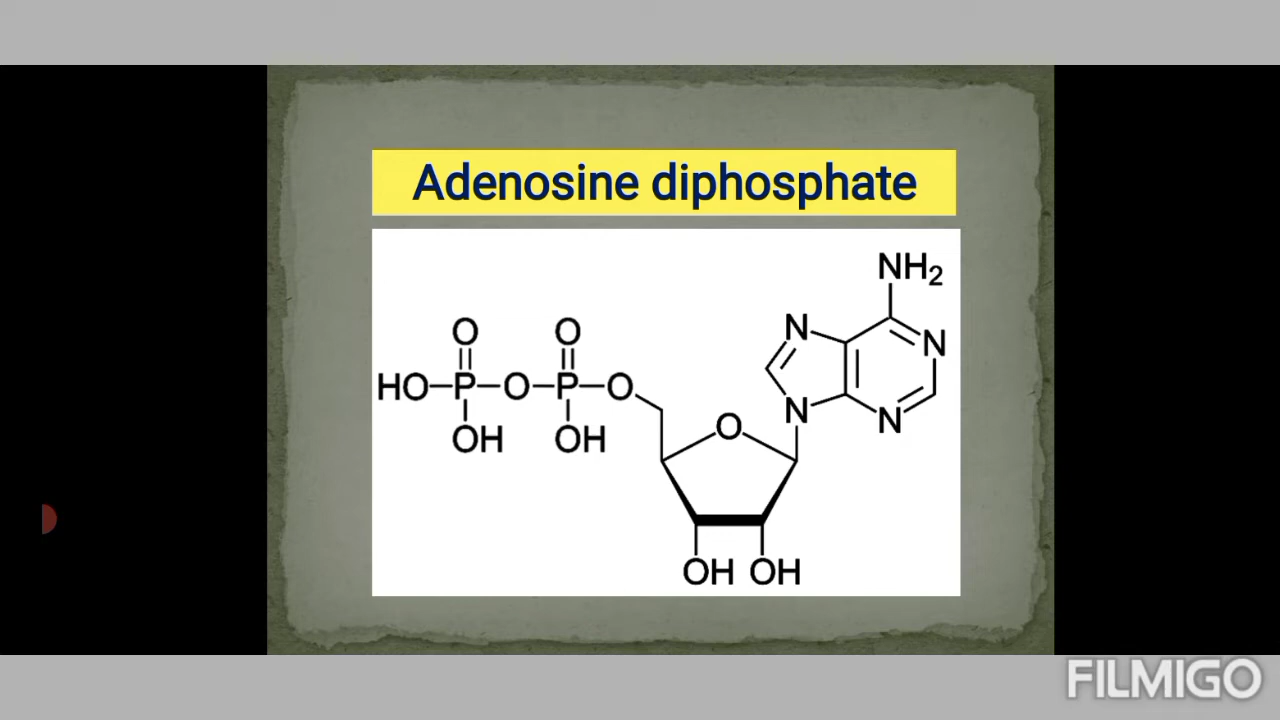 Adenosine diphosphate
NH2
O O N N
HO P O P O N N
OH OH O
OH OH
FILMIGO